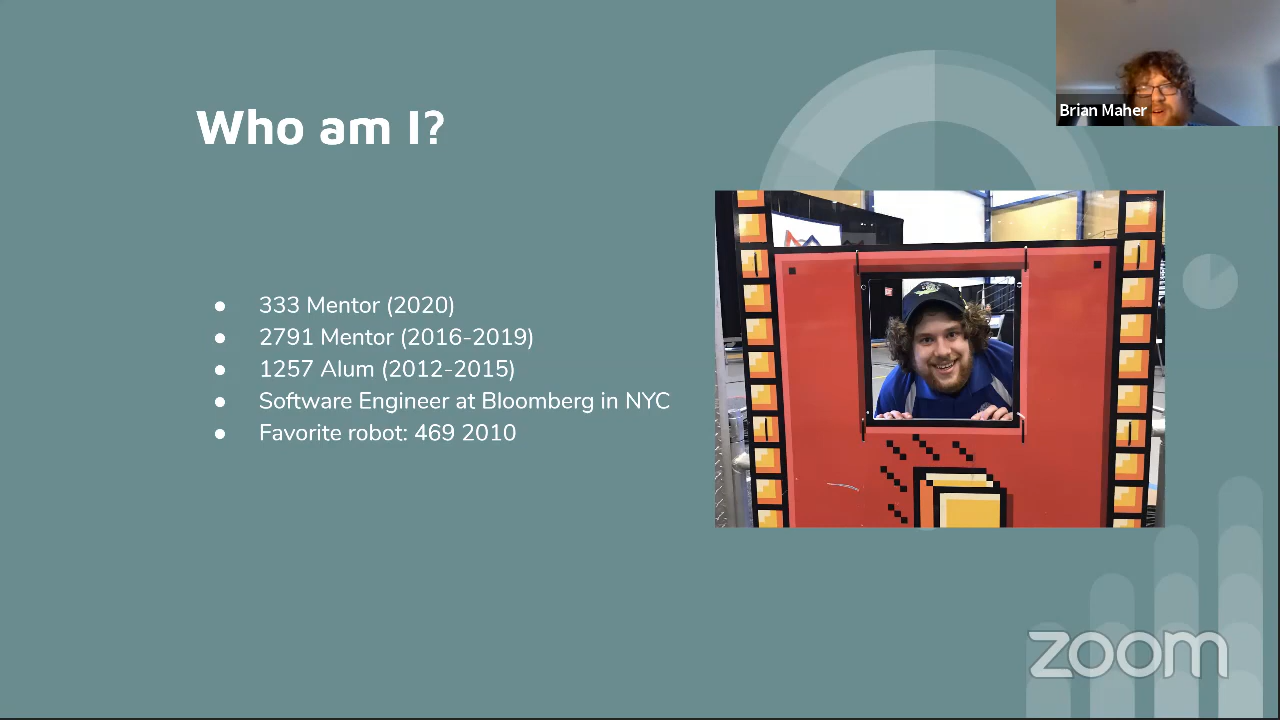 Who am I?
Brian Maher
● 333 Mentor (2020)
● 2791 Mentor (2016-2019)
● 1257 Alum (2012-2015)
● Software Engineer at Bloomberg in NYC
● Favorite robot: 469 2010
zoom